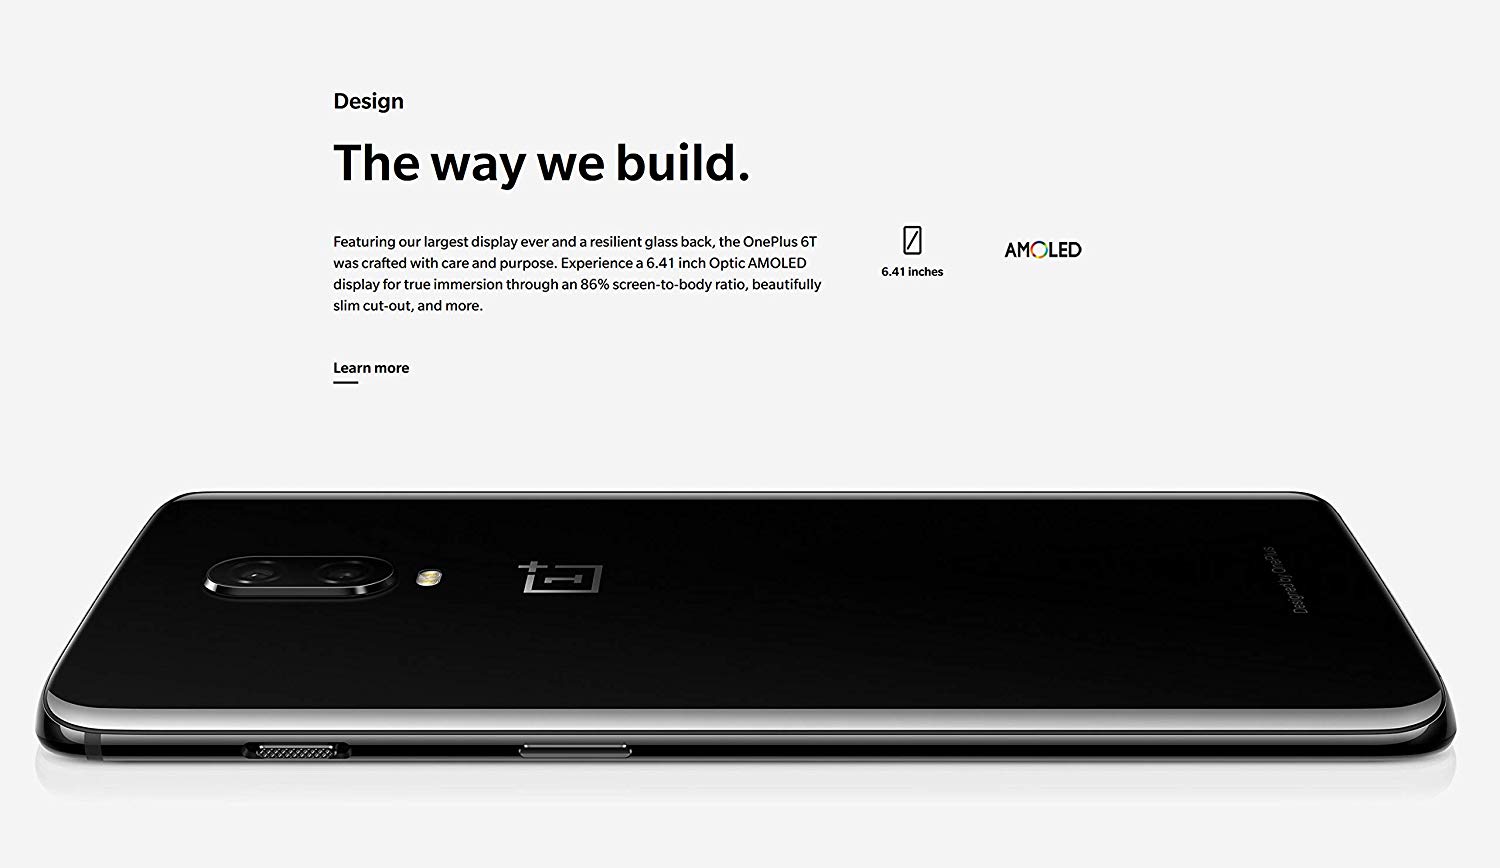 Design
The way we build.
Featuring our largest display ever and a resilient glass back, the OnePlus 6T
was crafted with care and purpose. Experience a 6.41 inch Optic AMOLED
display for true immersion through an 86% screen-to-body ratio, beautifully
slim cut-out, and more.
6.41 inches
AMOLED
Learn more
Designed by OnePlus